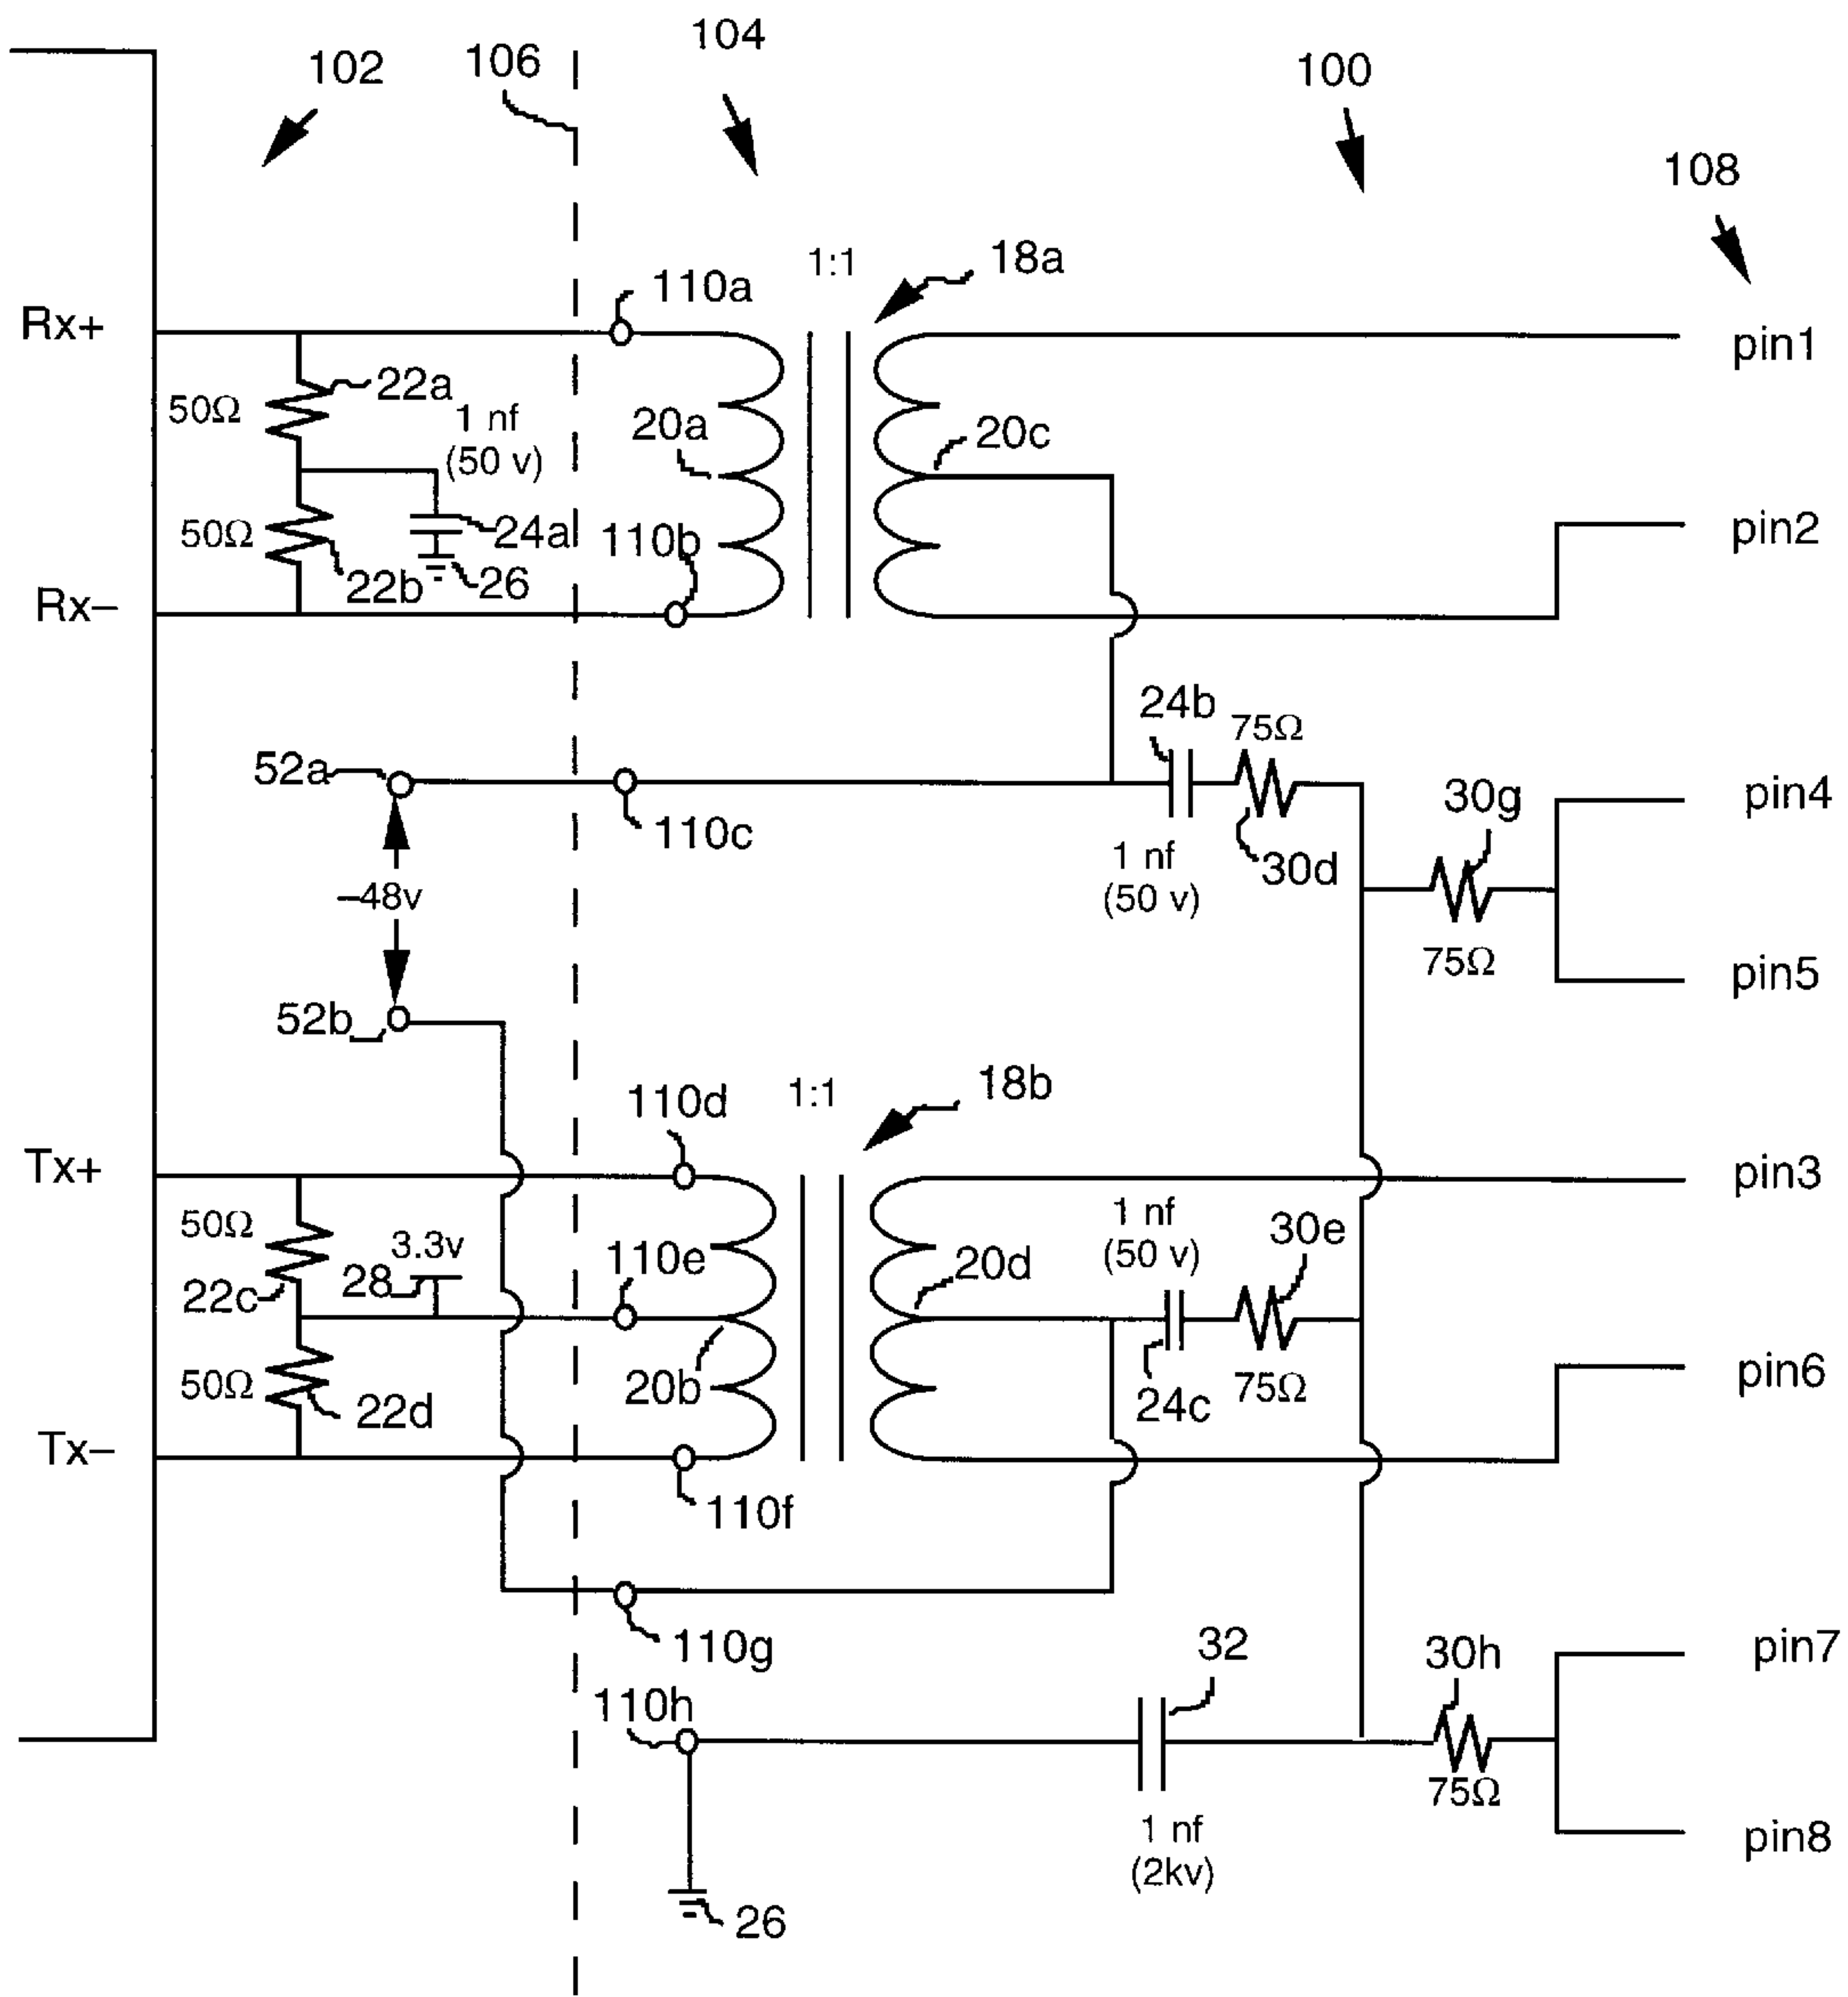 104
102
106
100
108
1:1
18a
110a
Rx+
pin1
22a
50Ω
1 nf
(50 v)
20a
20c
pin2
50Ω
24a
110b
22b
26
Rx–
24b
75Ω
52a
30g
pin4
110c
1 nf
(50 v)
30d
–48v
75Ω
pin5
52b
1:1
18b
110d
Tx+
pin3
50Ω
1 nf
(50 v)
30e
3.3v
110e
20d
28
22c
50Ω
20b
24c
75Ω
pin6
22d
Tx–
110f
110g
32
30h
pin7
110h
75Ω
1 nf
(2kv)
pin8
26